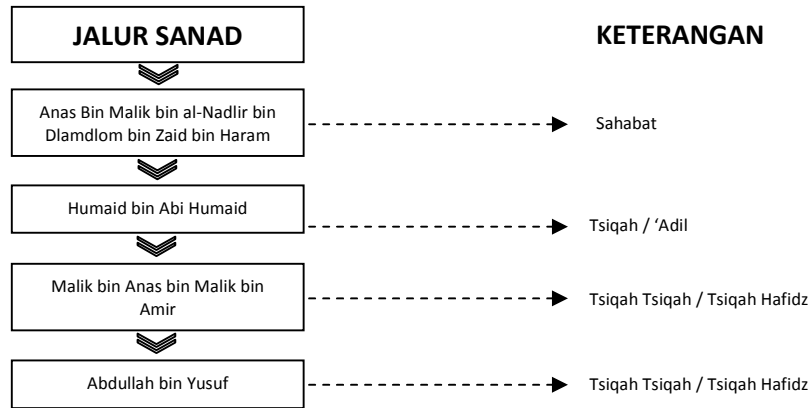 JALUR SANAD
KETERANGAN
Anas Bin Malik bin al-Nadlir bin
Dlamdlom bin Zaid bin Haram
Sahabat
Humaid bin Abi Humaid
Tsiqah / ‘Adil
Malik bin Anas bin Malik bin
Amir
Tsiqah Tsiqah / Tsiqah Hafidz
Abdullah bin Yusuf
Tsiqah Tsiqah / Tsiqah Hafidz